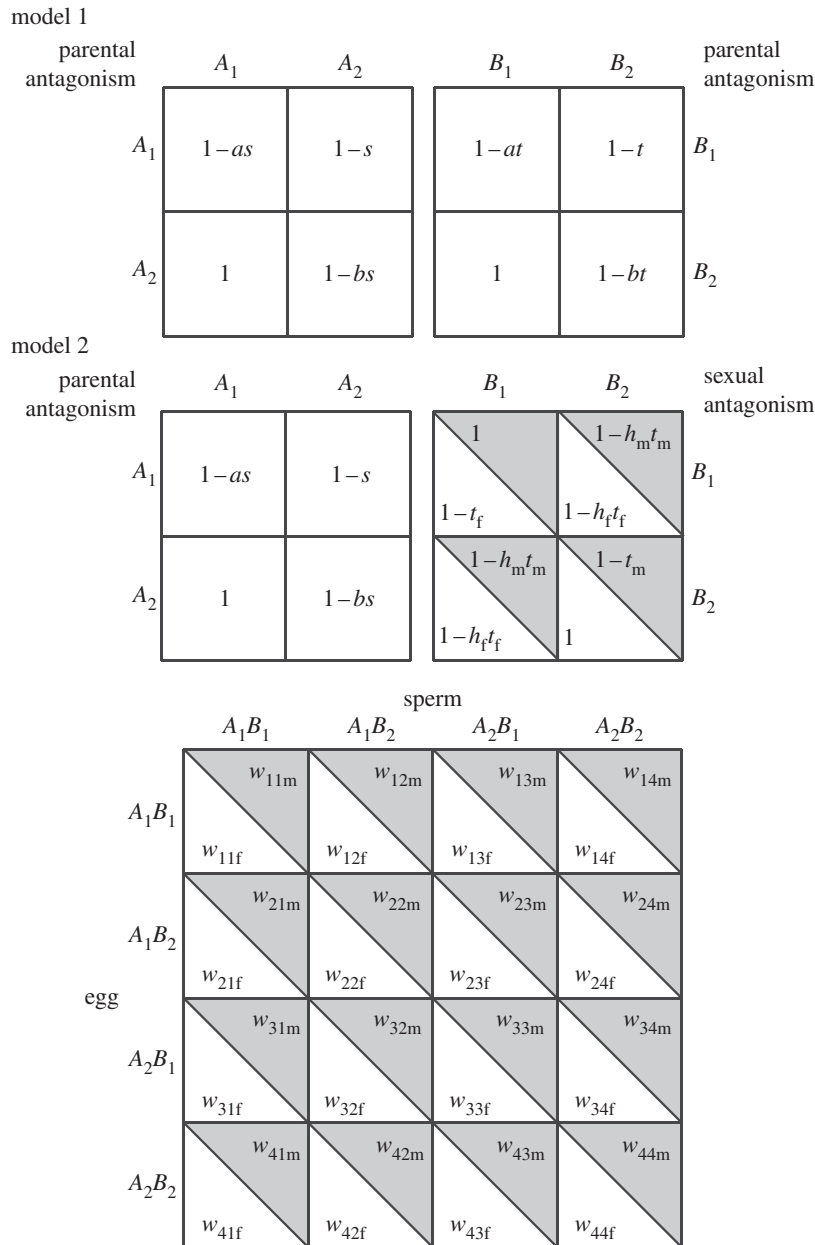 model 1
parental antagonism
A₁ A₂ B₁ B₂
parental antagonism
A₁ 1–as 1–s 1–at 1–t B₁
A₂ 1 1–bs 1 1–bt B₂
model 2
parental antagonism
A₁ A₂ B₁ B₂
sexual antagonism
1 1–hₘtₘ
A₁ 1–as 1–s B₁
1–t_f 1–h_ft_f
1–hₘtₘ 1–tₘ
A₂ 1 1–bs B₂
1–h_ft_f 1
sperm
A₁B₁ A₁B₂ A₂B₁ A₂B₂
w₁₁ₘ w₁₂ₘ w₁₃ₘ w₁₄ₘ
A₁B₁
w₁₁f w₁₂f w₁₃f w₁₄f
w₂₁ₘ w₂₂ₘ w₂₃ₘ w₂₄ₘ
A₁B₂
w₂₁f w₂₂f w₂₃f w₂₄f
egg
w₃₁ₘ w₃₂ₘ w₃₃ₘ w₃₄ₘ
A₂B₁
w₃₁f w₃₂f w₃₃f w₃₄f
w₄₁ₘ w₄₂ₘ w₄₃ₘ w₄₄ₘ
A₂B₂
w₄₁f w₄₂f w₄₃f w₄₄f